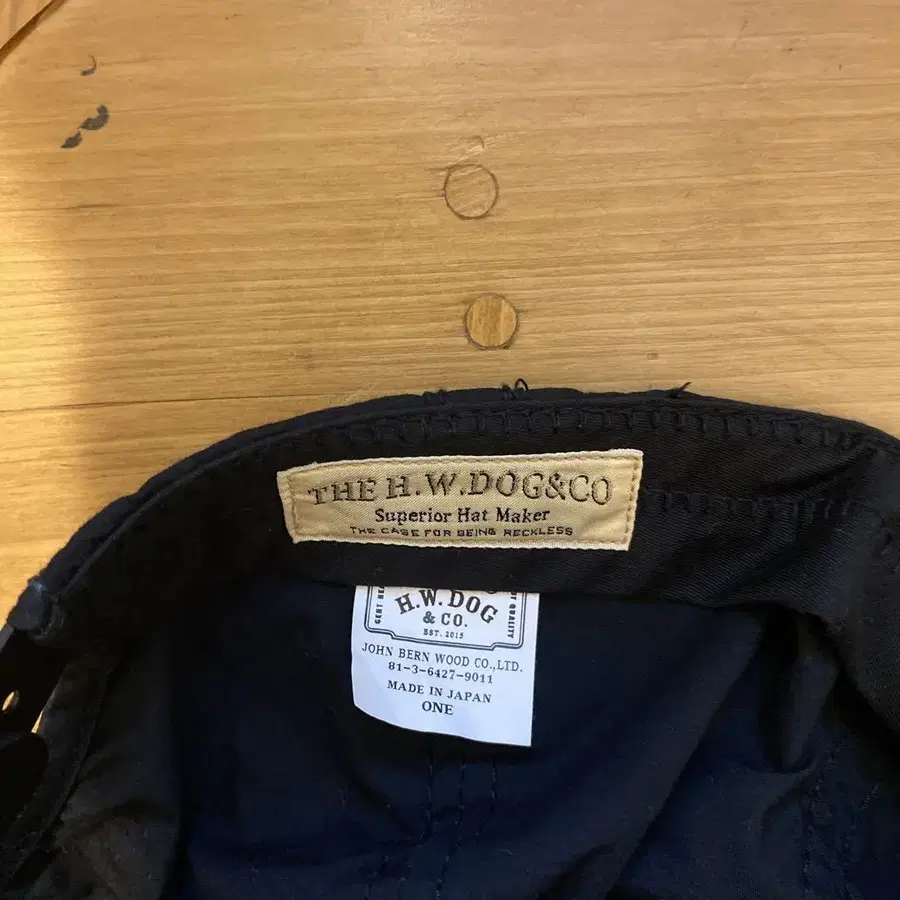 THE H.W.DOG&CO
Superior Hat Maker
THE CASE FOR BEING RECKLESS
H.W.DOG
& CO.
EST. 2015
QUALITY
JOHN BERN WOOD CO.,LTD.
81-3-6427-9011
MADE IN JAPAN
ONE